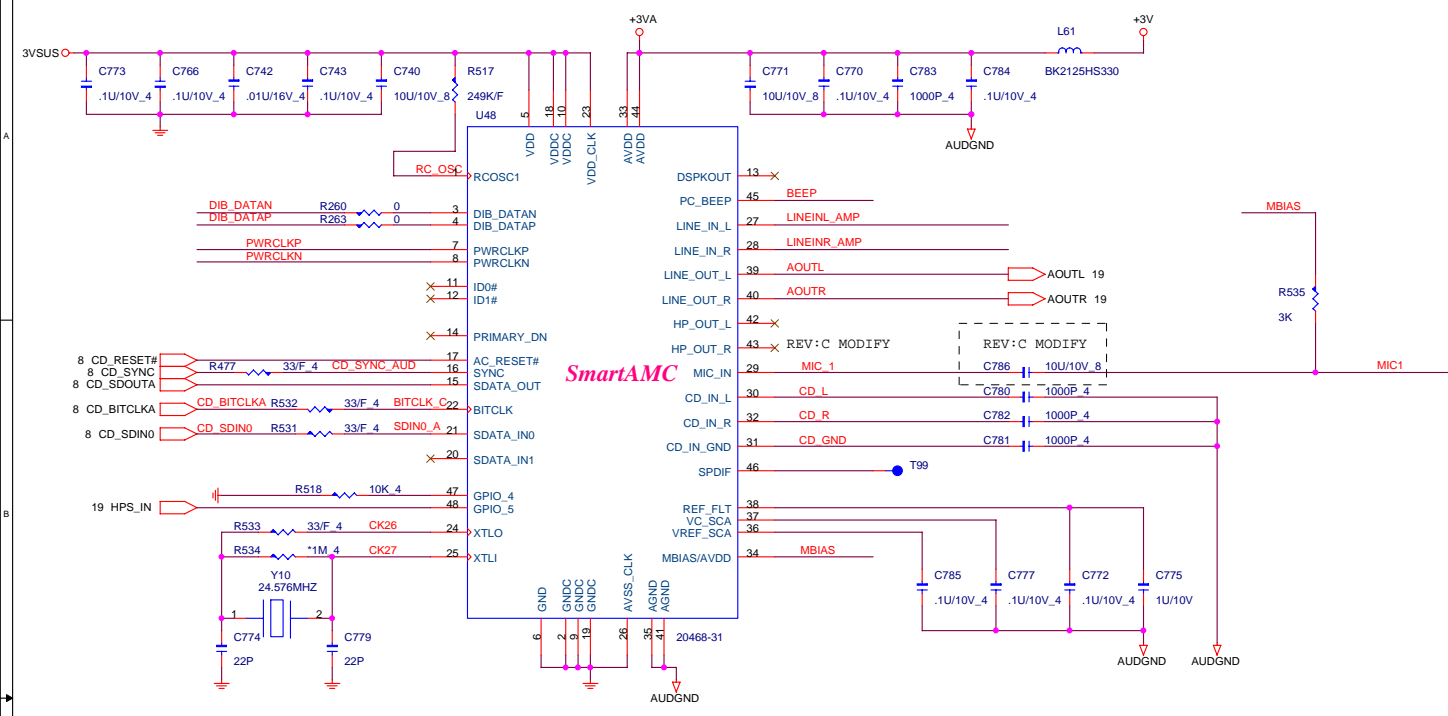 +3VA
+3V
3VSUS
L61
BK2125HS330
C773
.1U/10V_4
C766
.1U/10V_4
C742
.01U/16V_4
C743
.1U/10V_4
C740
10U/10V_8
R517
249K/F
C771
10U/10V_8
C770
.1U/10V_4
C783
1000P_4
C784
.1U/10V_4
AUDGND
A
B
U48
5
18
10
23
33
44
VDD
VDDC
VDDC
VDD_CLK
AVDD
AVDD
RC_OSC
1
RCOSC1
DIB_DATAN
R260
0
3
DIB_DATAN
DIB_DATAP
R263
0
4
DIB_DATAP
PWRCLKP
7
PWRCLKP
PWRCLKN
8
PWRCLKN
11
ID0#
12
ID1#
14
PRIMARY_DN
8 CD_RESET#
17
AC_RESET#
8 CD_SYNC
R477
33/F_4
CD_SYNC_AUD
16
SYNC
8 CD_SDOUTA
15
SDATA_OUT
8 CD_BITCLKA
CD_BITCLKA
R532
33/F_4
BITCLK_C
22
BITCLK
8 CD_SDIN0
CD_SDIN0
R531
33/F_4
SDIN0_A
21
SDATA_IN0
20
SDATA_IN1
R518
10K_4
47
GPIO_4
19 HPS_IN
48
GPIO_5
R533
33/F_4
CK26
24
XTLO
R534
*1M_4
CK27
25
XTLI
Y10
24.576MHZ
1
2
C774
22P
C779
22P
SmartAMC
DSPKOUT
13
PC_BEEP
45
BEEP
LINE_IN_L
27
LINEINL_AMP
LINE_IN_R
28
LINEINR_AMP
LINE_OUT_L
39
AOUTL
AOUTL 19
LINE_OUT_R
40
AOUTR
AOUTR 19
HP_OUT_L
42
HP_OUT_R
43
REV:C MODIFY
REV:C MODIFY
MIC_IN
29
MIC_1
C786
10U/10V_8
MIC1
MBIAS
R535
3K
CD_IN_L
30
CD_L
C780
1000P_4
CD_IN_R
32
CD_R
C782
1000P_4
CD_IN_GND
31
CD_GND
C781
1000P_4
SPDIF
46
T99
REF_FLT
38
VC_SCA
37
VREF_SCA
36
MBIAS/AVDD
34
MBIAS
C785
.1U/10V_4
C777
.1U/10V_4
C772
.1U/10V_4
C775
1U/10V
AUDGND
AUDGND
GND
GNDC
GNDC
GNDC
AVSS_CLK
AGND
AGND
6
2
9
19
26
35
41
20468-31
AUDGND